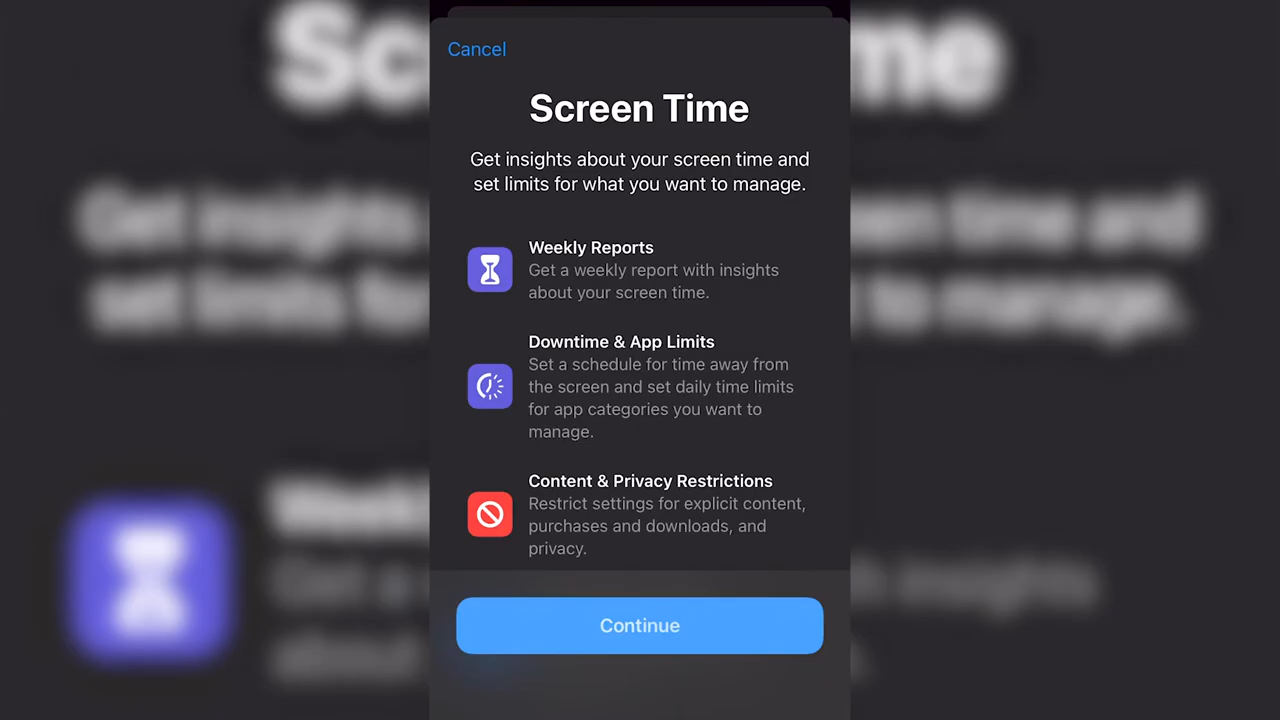 Cancel
Screen Time
Get insights about your screen time and
set limits for what you want to manage.
Weekly Reports
Get a weekly report with insights
about your screen time.
Downtime & App Limits
Set a schedule for time away from
the screen and set daily time limits
for app categories you want to
manage.
Content & Privacy Restrictions
Restrict settings for explicit content,
purchases and downloads, and
privacy.
Continue